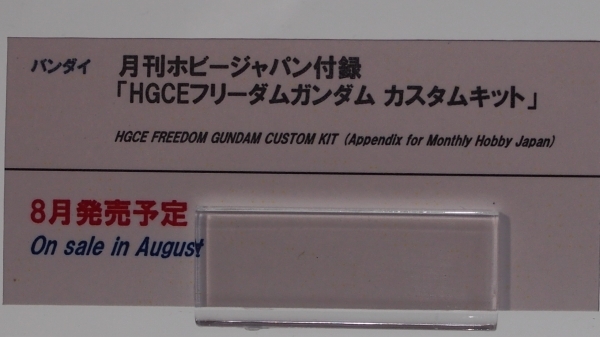 バンダイ 月刊ホビージャパン付録
「HGCEフリーダムガンダム カスタムキット」
HGCE FREEDOM GUNDAM CUSTOM KIT (Appendix for Monthly Hobby Japan)
8月発売予定
On sale in August